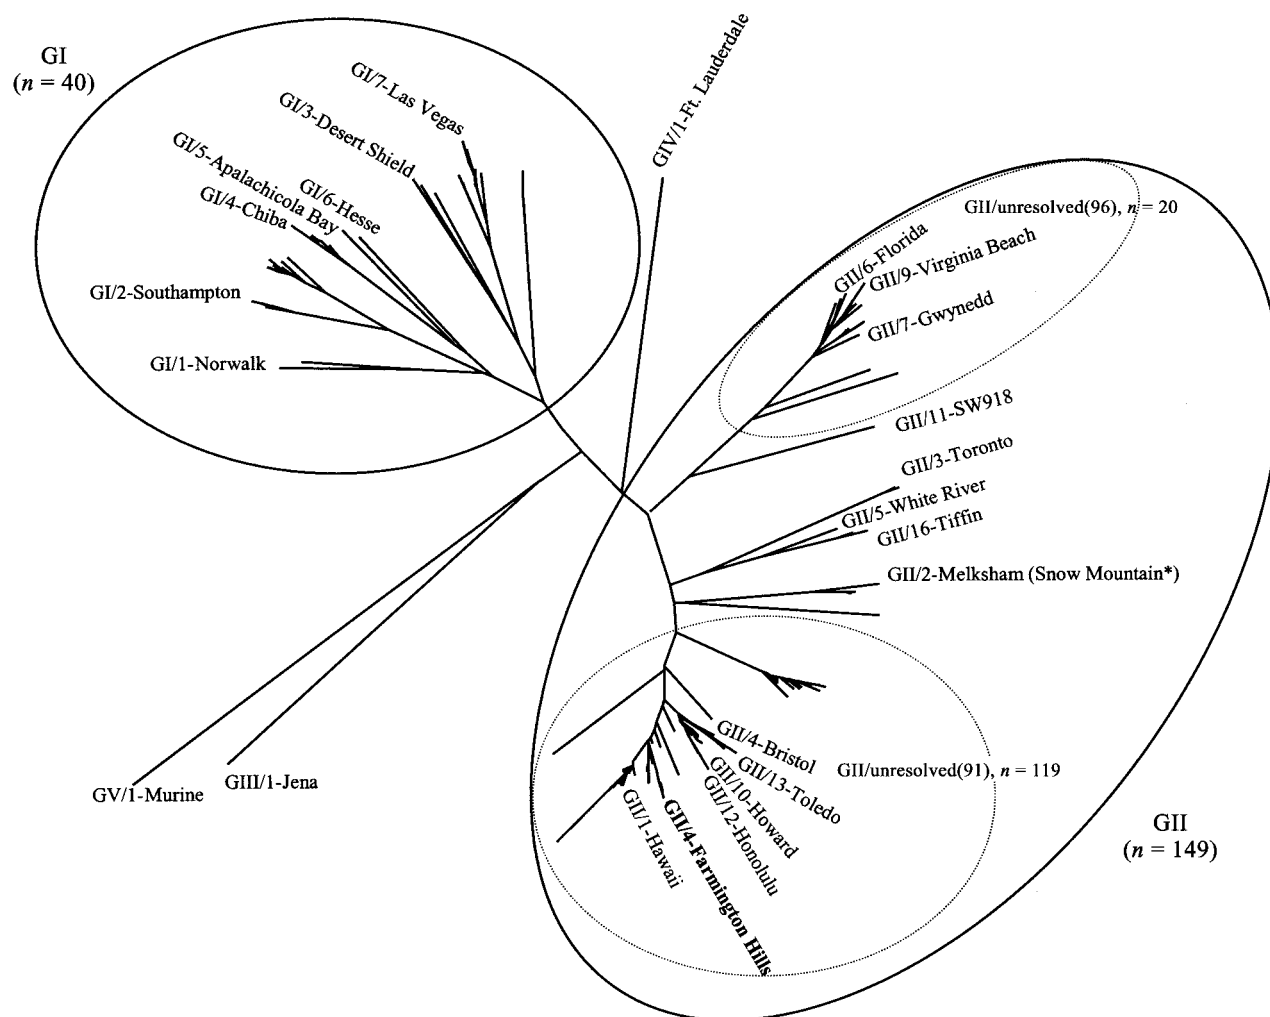 GI
(n = 40)
GI/7-Las Vegas
GI/3-Desert Shield
GI/5-Apalachicola Bay
GI/6-Hesse
GI/4-Chiba
GI/2-Southampton
GI/1-Norwalk
GIV/1-Ft. Lauderdale
GII/unresolved(96), n = 20
GII/6-Florida
GII/9-Virginia Beach
GII/7-Gwynedd
GII/11-SW918
GII/3-Toronto
GII/5-White River
GII/16-Tiffin
GII/2-Melksham (Snow Mountain*)
GII/4-Bristol
GII/13-Toledo
GII/10-Howard
GII/12-Honolulu
GII/4-Farmington Hills
GII/1-Hawaii
GII/unresolved(91), n = 119
GII
(n = 149)
GV/1-Murine
GIII/1-Jena